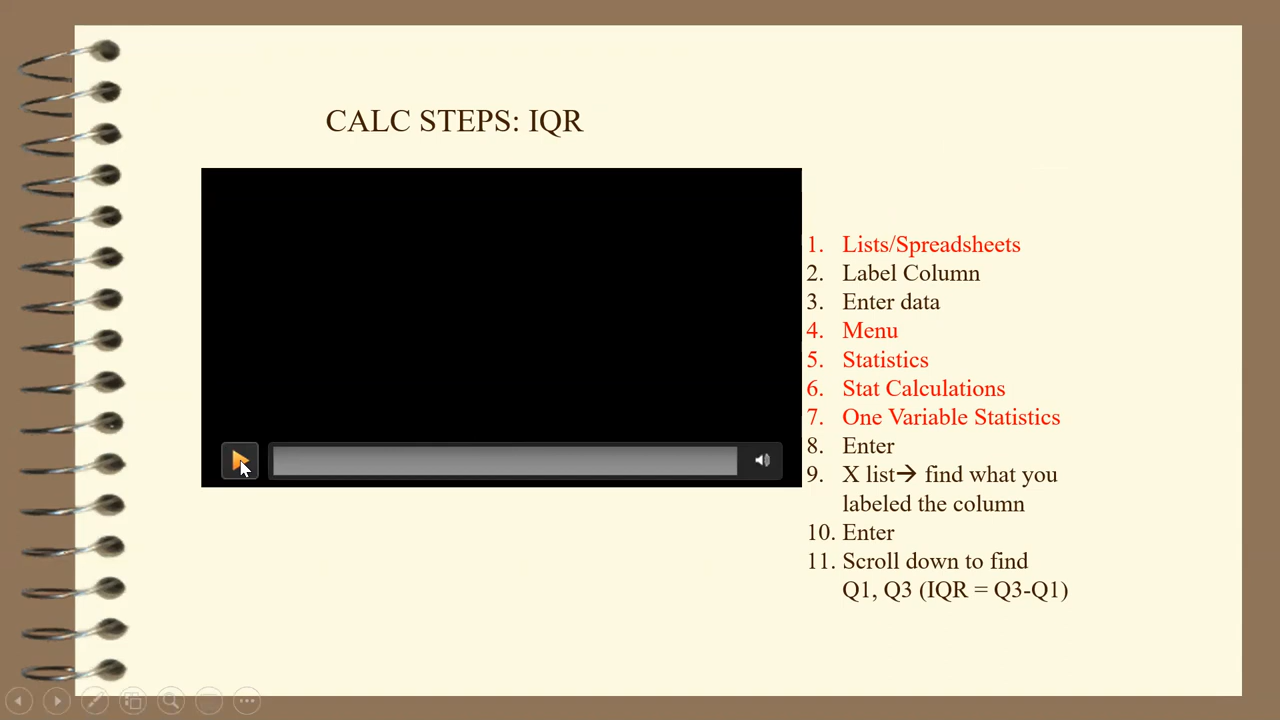 CALC STEPS: IQR
1. Lists/Spreadsheets
2. Label Column
3. Enter data
4. Menu
5. Statistics
6. Stat Calculations
7. One Variable Statistics
8. Enter
9. X list→ find what you
labeled the column
10. Enter
11. Scroll down to find
Q1, Q3 (IQR = Q3-Q1)